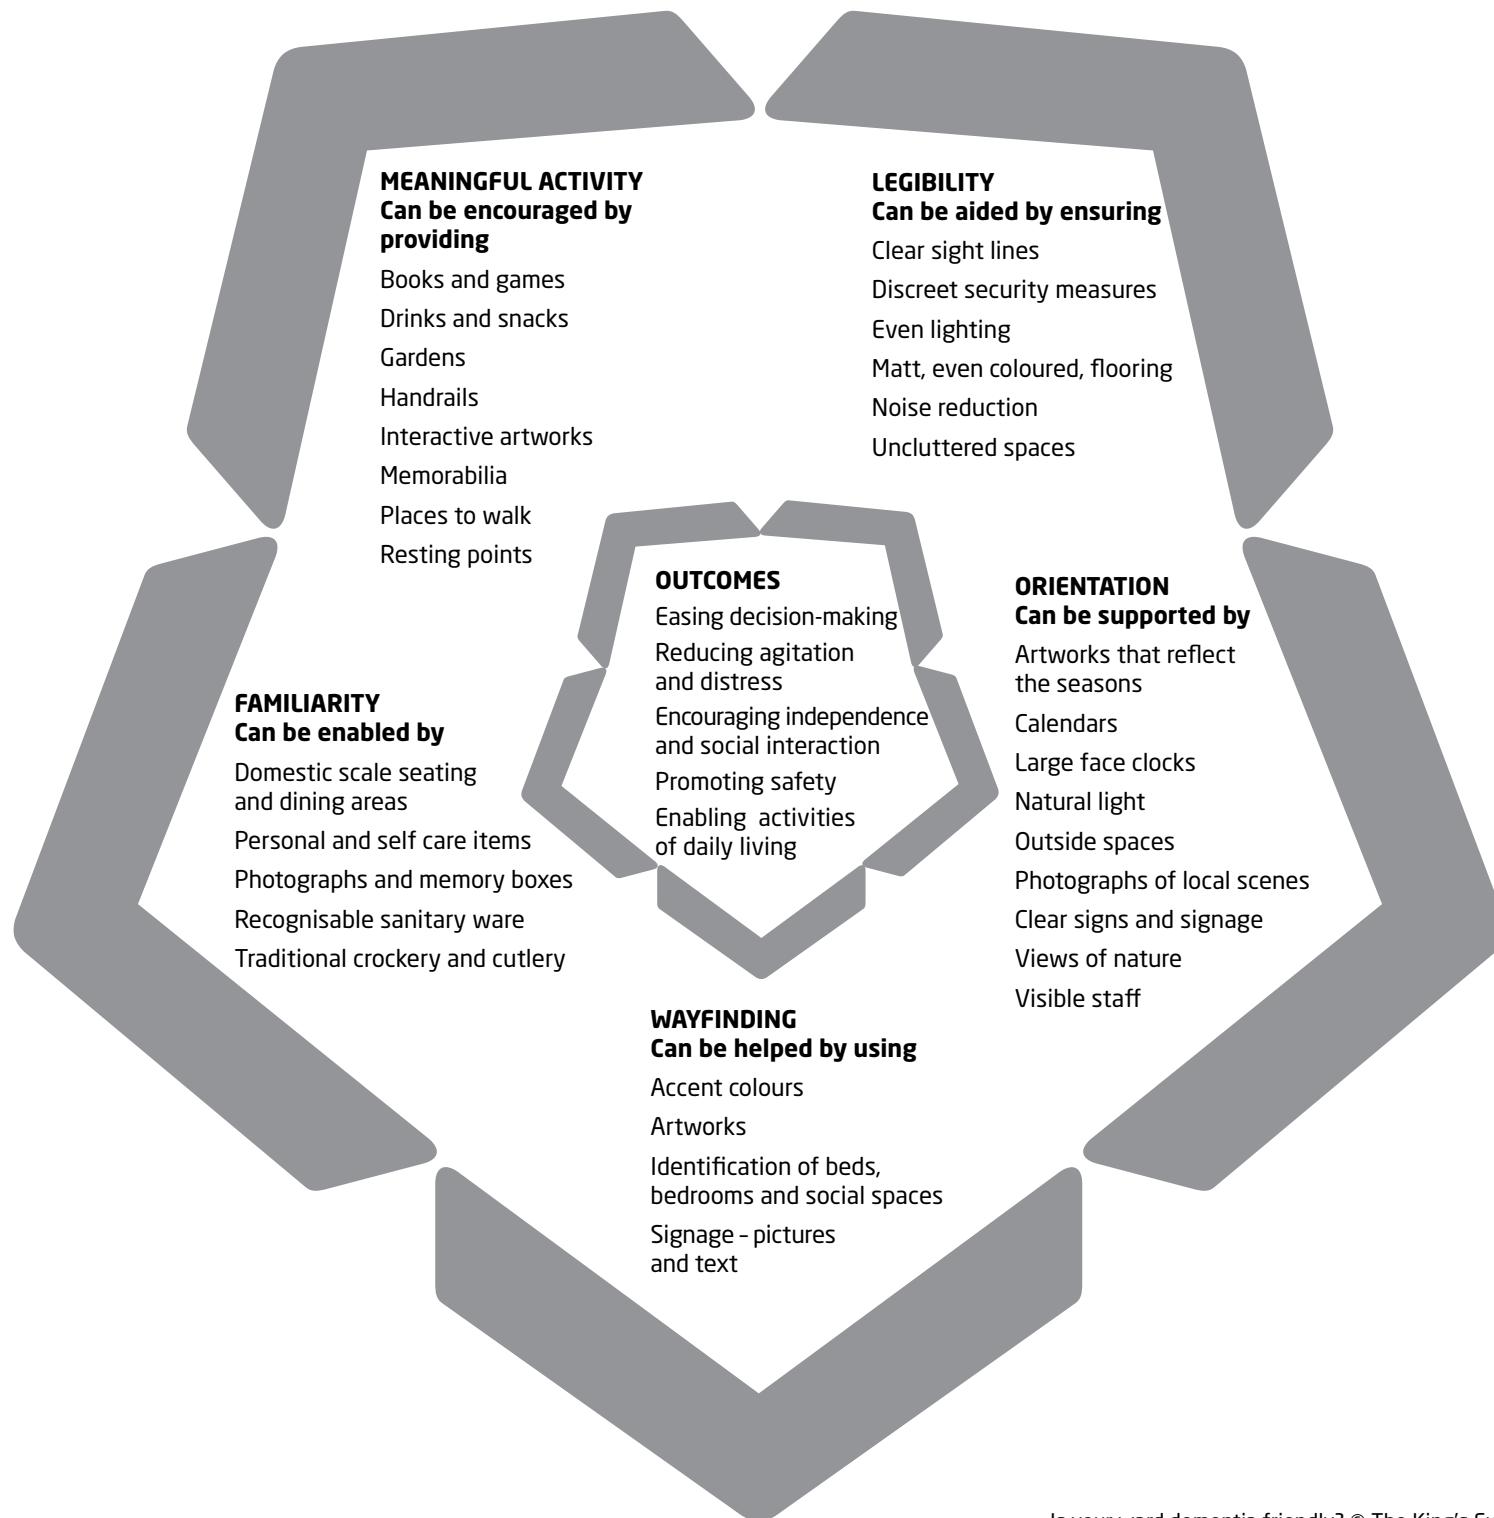 MEANINGFUL ACTIVITY
Can be encouraged by
providing
Books and games
Drinks and snacks
Gardens
Handrails
Interactive artworks
Memorabilia
Places to walk
Resting points
LEGIBILITY
Can be aided by ensuring
Clear sight lines
Discreet security measures
Even lighting
Matt, even coloured, flooring
Noise reduction
Uncluttered spaces
OUTCOMES
Easing decision-making
Reducing agitation
and distress
Encouraging independence
and social interaction
Promoting safety
Enabling activities
of daily living
ORIENTATION
Can be supported by
Artworks that reflect
the seasons
Calendars
Large face clocks
Natural light
Outside spaces
Photographs of local scenes
Clear signs and signage
Views of nature
Visible staff
FAMILIARITY
Can be enabled by
Domestic scale seating
and dining areas
Personal and self care items
Photographs and memory boxes
Recognisable sanitary ware
Traditional crockery and cutlery
WAYFINDING
Can be helped by using
Accent colours
Artworks
Identification of beds,
bedrooms and social spaces
Signage – pictures
and text